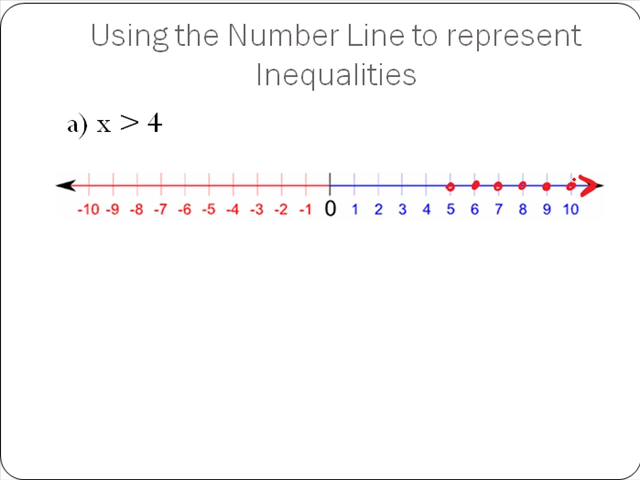 Using the Number Line to represent
Inequalities
a) x > 4
-10 -9 -8 -7 -6 -5 -4 -3 -2 -1 0 1 2 3 4 5 6 7 8 9 10